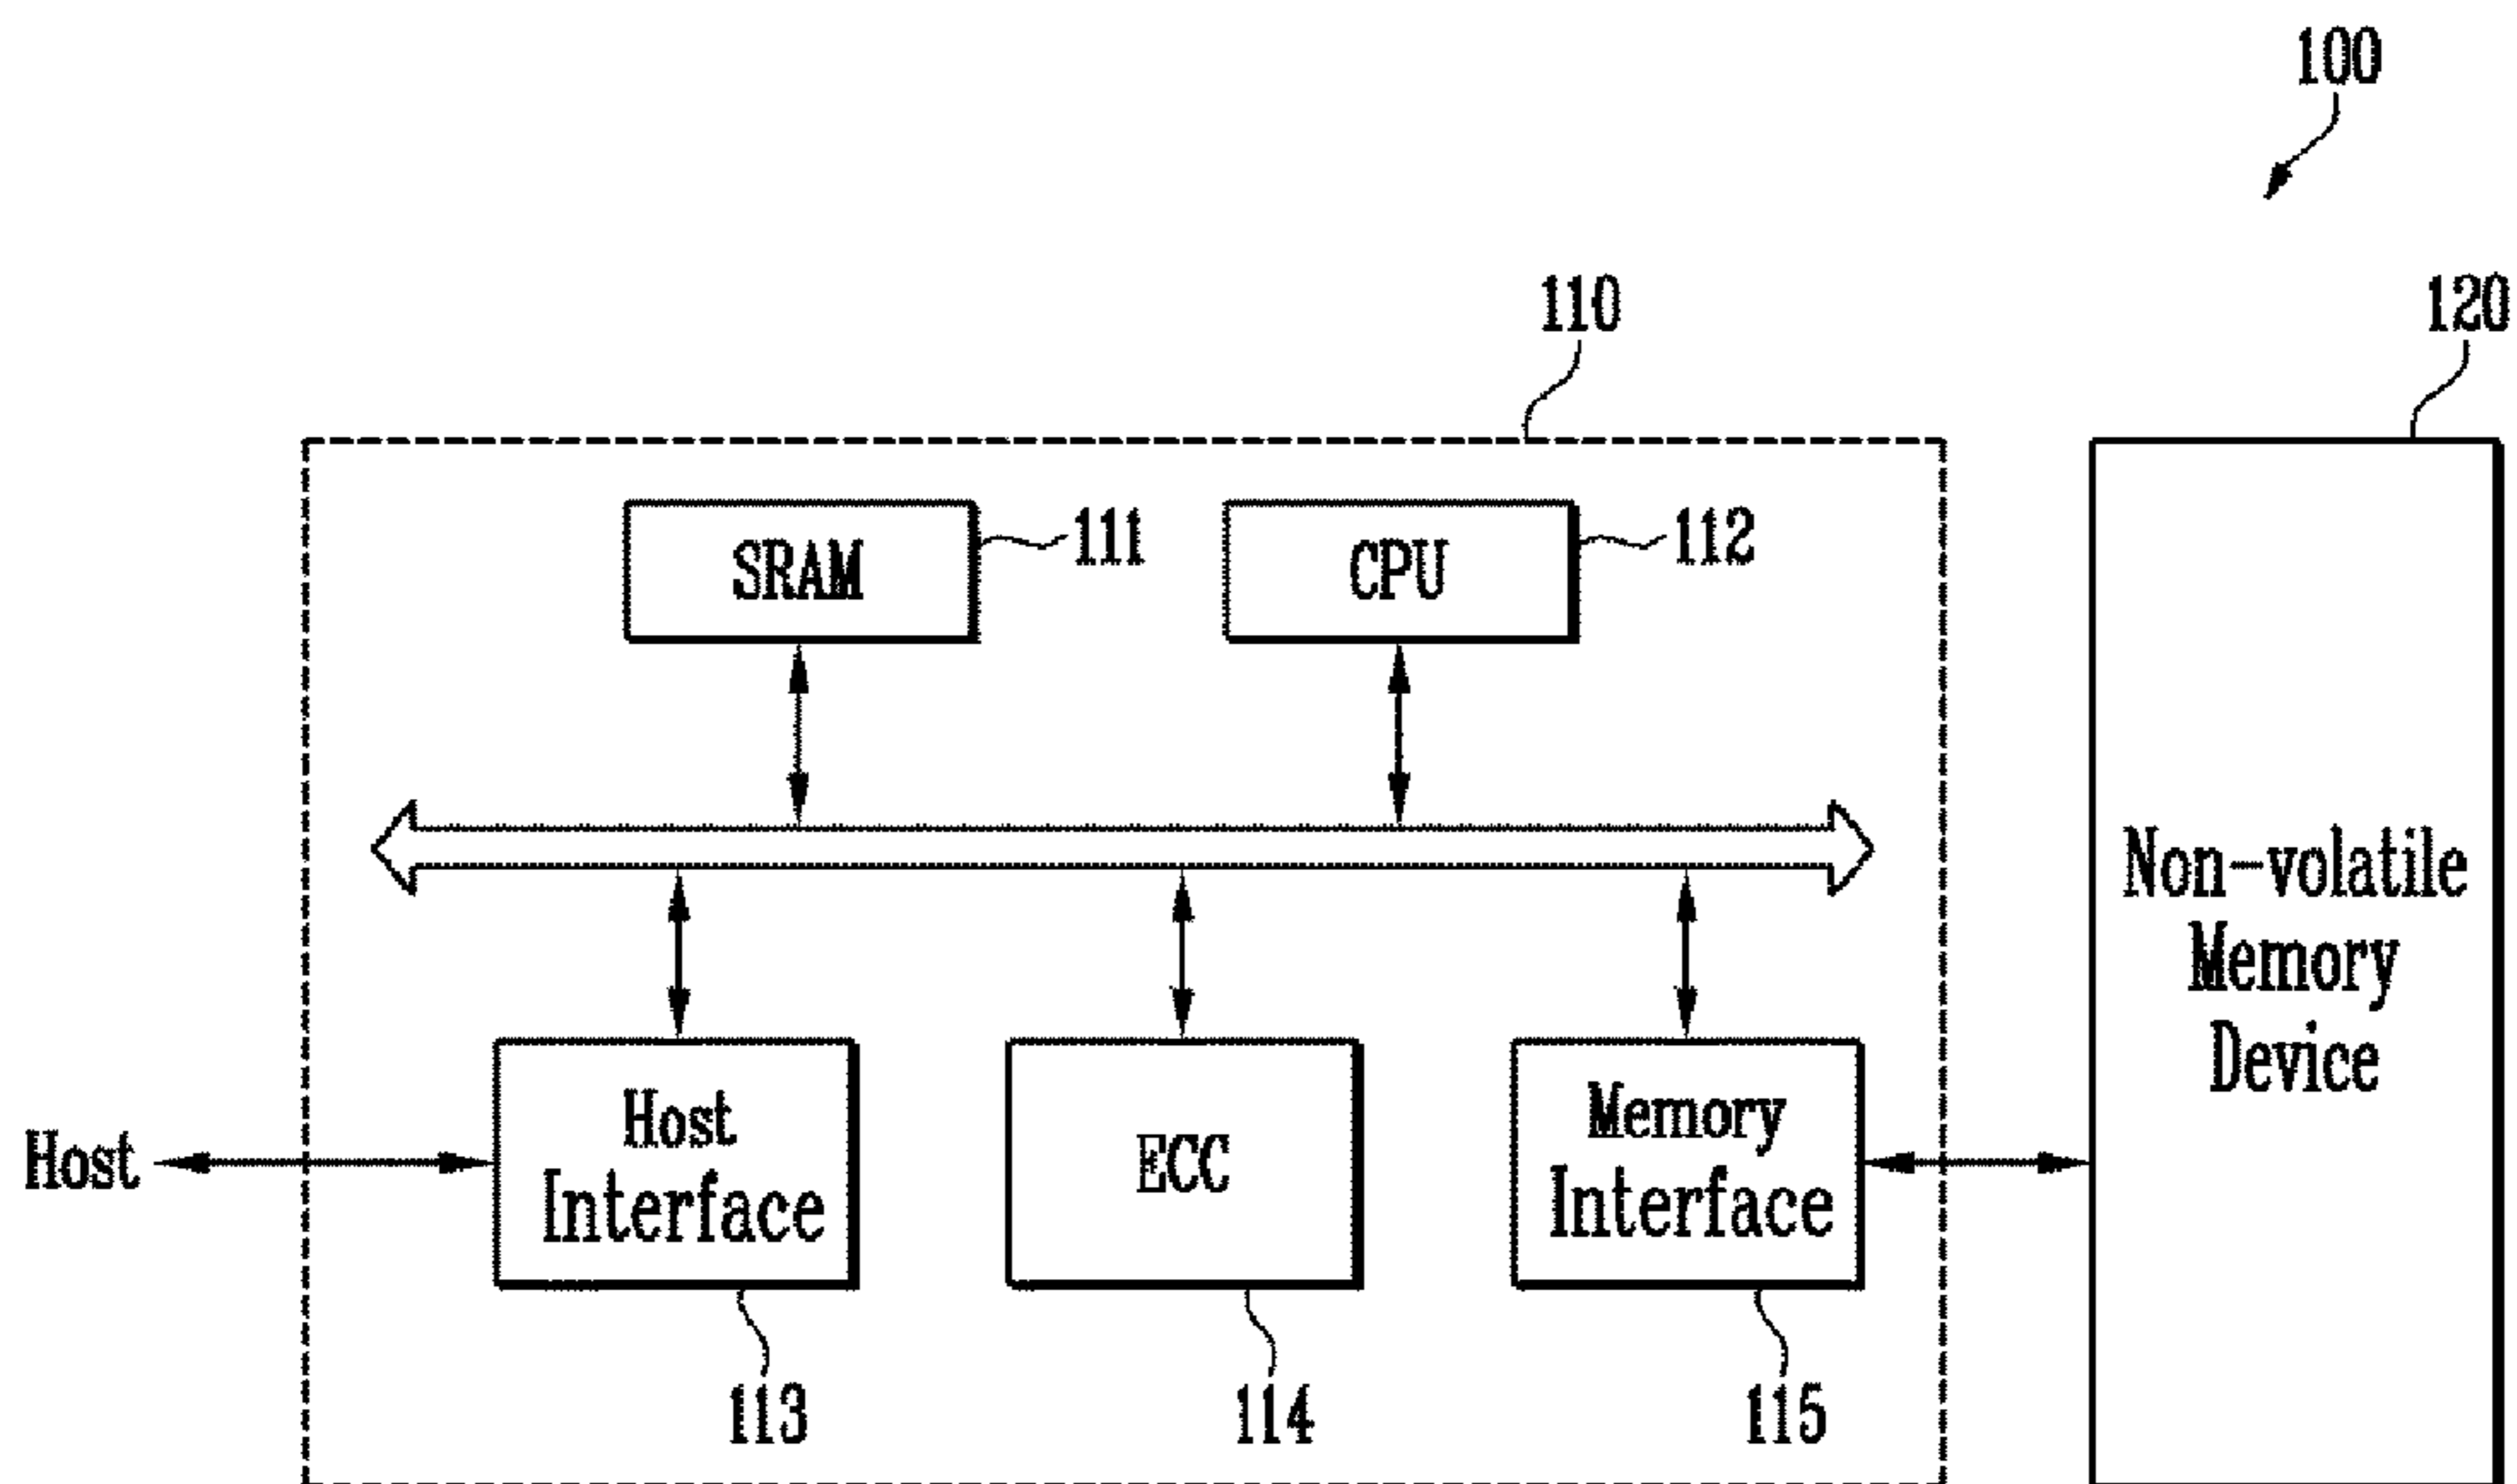 100
110
120
SRAM
111
CPU
112
Non-volatile
Memory
Device
Host
Host
Interface
ECC
Memory
Interface
113
114
115